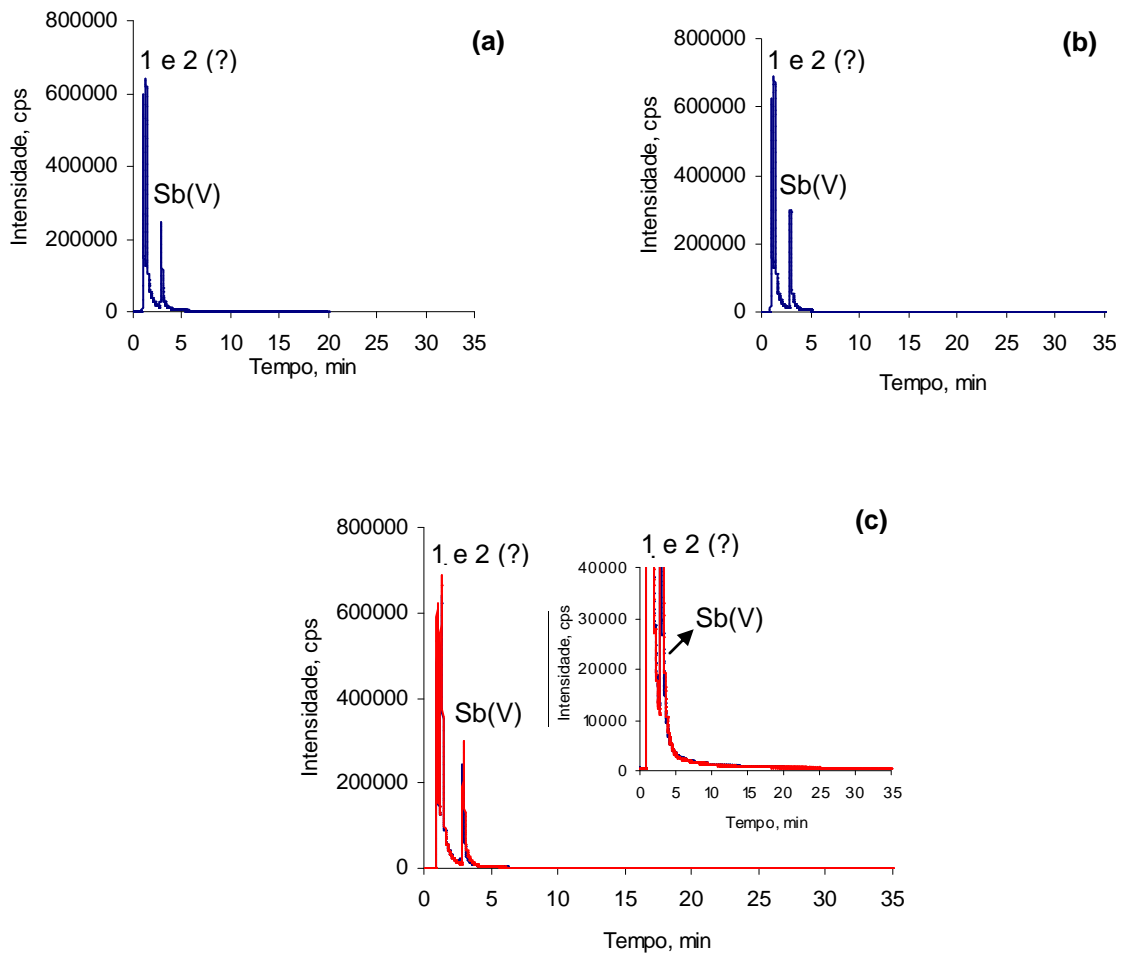 (a)
800000
600000
400000
200000
0
Intensidade, cps
1 e 2 (?)
Sb(V)
0 5 10 15 20 25 30 35
Tempo, min
(b)
800000
600000
400000
200000
0
Intensidade, cps
1 e 2 (?)
Sb(V)
0 5 10 15 20 25 30 35
Tempo, min
(c)
800000
600000
400000
200000
0
Intensidade, cps
1 e 2 (?)
Sb(V)
0 5 10 15 20 25 30 35
Tempo, min
1 e 2 (?)
40000
30000
20000
10000
0
Intensidade, cps
Sb(V)
0 5 10 15 20 25 30 35
Tempo, min